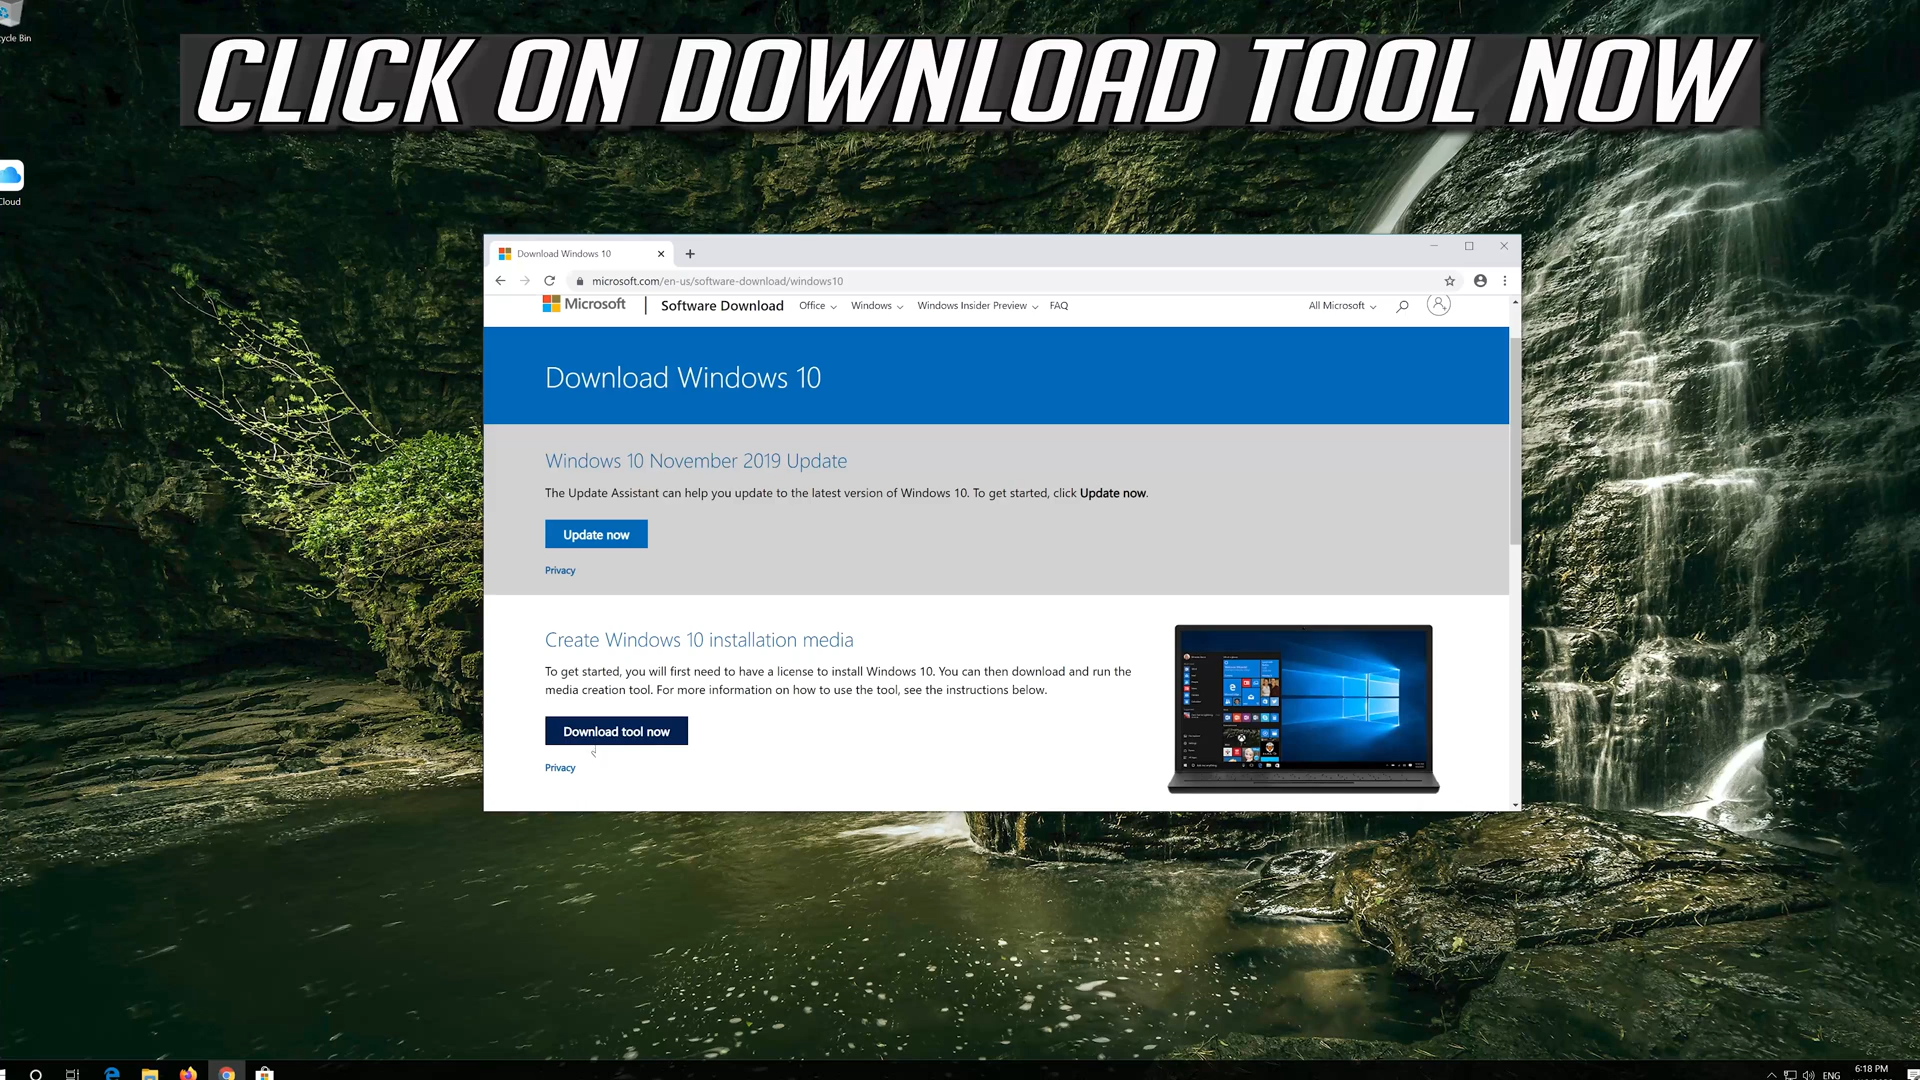 cycle Bin
CLICK ON DOWNLOAD TOOL NOW
Cloud
Download Windows 10
microsoft.com/en-us/software-download/windows10
Microsoft
Software Download
Office
Windows
Windows Insider Preview
FAQ
All Microsoft
Download Windows 10
Windows 10 November 2019 Update
The Update Assistant can help you update to the latest version of Windows 10. To get started, click Update now.
Update now
Privacy
Create Windows 10 installation media
To get started, you will first need to have a license to install Windows 10. You can then download and run the
media creation tool. For more information on how to use the tool, see the instructions below.
Download tool now
Privacy
ENG
6:18 PM